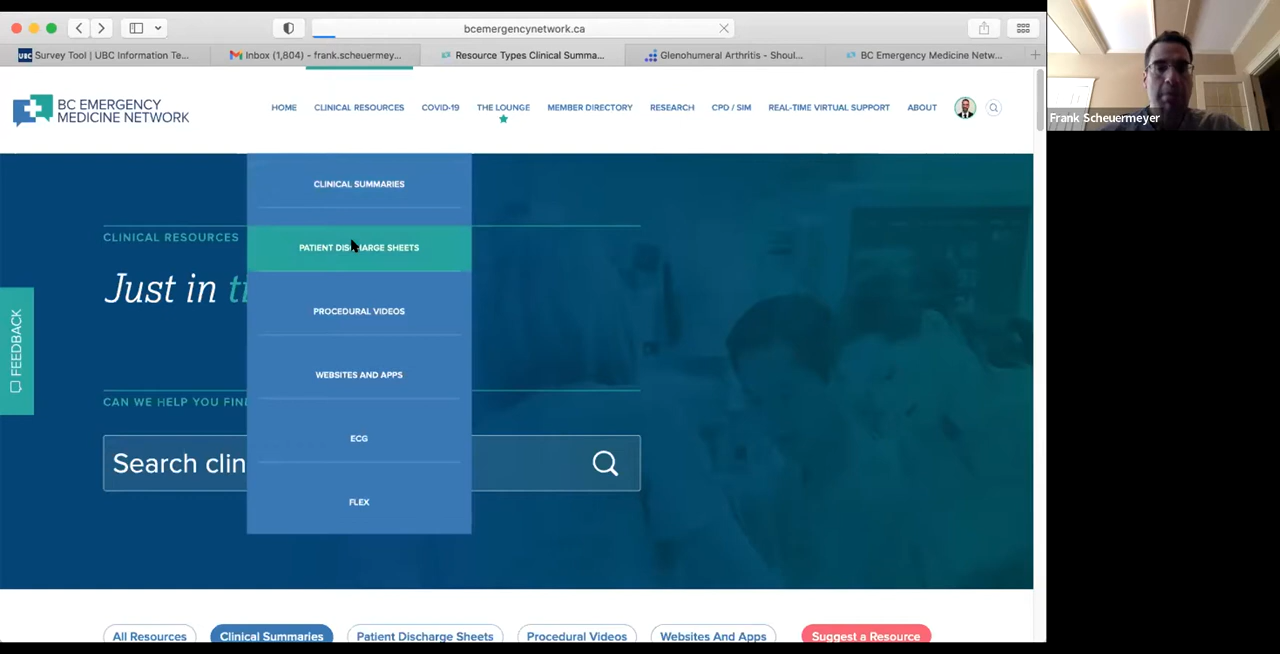 bcemergencynetwork.ca
UBC Survey Tool | UBC Information Te...
Inbox (1,804) - frank.scheuermey...
Resource Types Clinical Summa...
Glenohumeral Arthritis - Shoul...
BC Emergency Medicine Netw...
BC EMERGENCY
MEDICINE NETWORK
HOME
CLINICAL RESOURCES
COVID-19
THE LOUNGE
MEMBER DIRECTORY
RESEARCH
CPD / SIM
REAL-TIME VIRTUAL SUPPORT
ABOUT
Frank Scheuermeyer
CLINICAL SUMMARIES
PATIENT DISCHARGE SHEETS
PROCEDURAL VIDEOS
WEBSITES AND APPS
ECG
FLEX
CLINICAL RESOURCES
Just in
CAN WE HELP YOU FIN
Search clin
FEEDBACK
All Resources
Clinical Summaries
Patient Discharge Sheets
Procedural Videos
Websites And Apps
Suggest a Resource